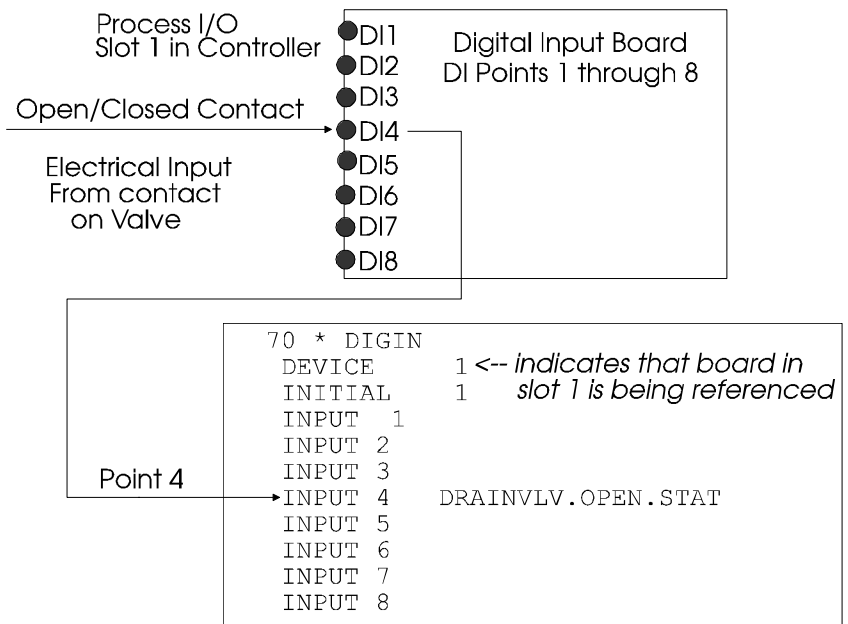 Process I/O
Slot 1 in Controller
Digital Input Board
DI Points 1 through 8
DI1
DI2
DI3
Open/Closed Contact
DI4
Electrical Input
From contact
on Valve
DI5
DI6
DI7
DI8
70 * DIGIN
DEVICE 1 <-- indicates that board in
INITIAL 1 slot 1 is being referenced
INPUT 1
INPUT 2
INPUT 3
Point 4
INPUT 4 DRAINVLV.OPEN.STAT
INPUT 5
INPUT 6
INPUT 7
INPUT 8